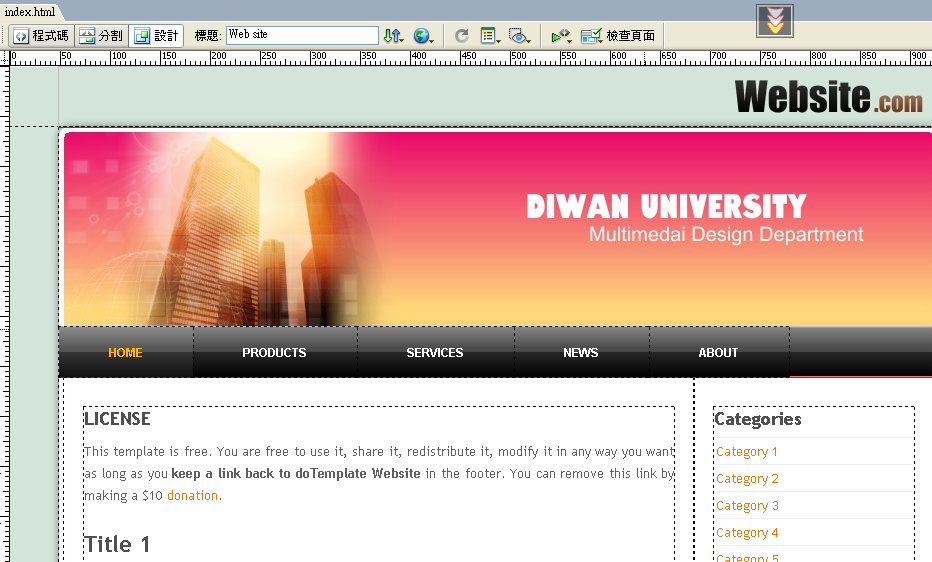 index.html
程式碼 分割 設計 標題: Web site 檢查頁面
0 50 100 150 200 250 300 350 400 450 500 550 600 650 700 750 800 850 900
Website.com
DIWAN UNIVERSITY
Multimedai Design Department
HOME PRODUCTS SERVICES NEWS ABOUT
LICENSE
This template is free. You are free to use it, share it, redistribute it, modify it in any way you want
as long as you keep a link back to doTemplate Website in the footer. You can remove this link by
making a $10 donation.
Title 1
Categories
Category 1
Category 2
Category 3
Category 4
Category 5